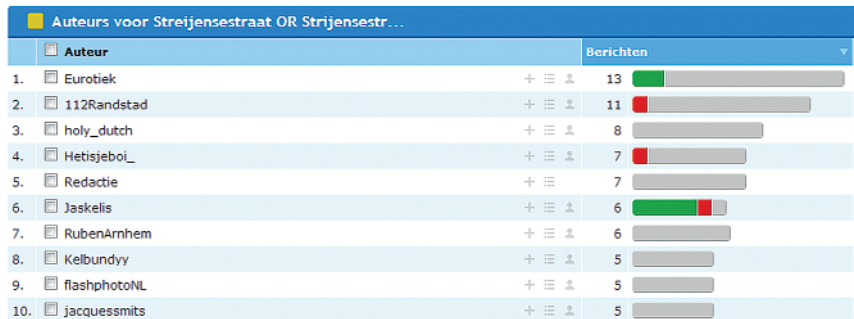 Auteurs voor Streijensestraat OR Strijensestr...
Auteur Berichten
1. Eurotiek 13
2. 112Randstad 11
3. holy_dutch 8
4. Hetisjeboi_ 7
5. Redactie 7
6. Jaskelis 6
7. RubenArnhem 6
8. Kelbundyy 5
9. flashphotoNL 5
10. jacquessmits 5